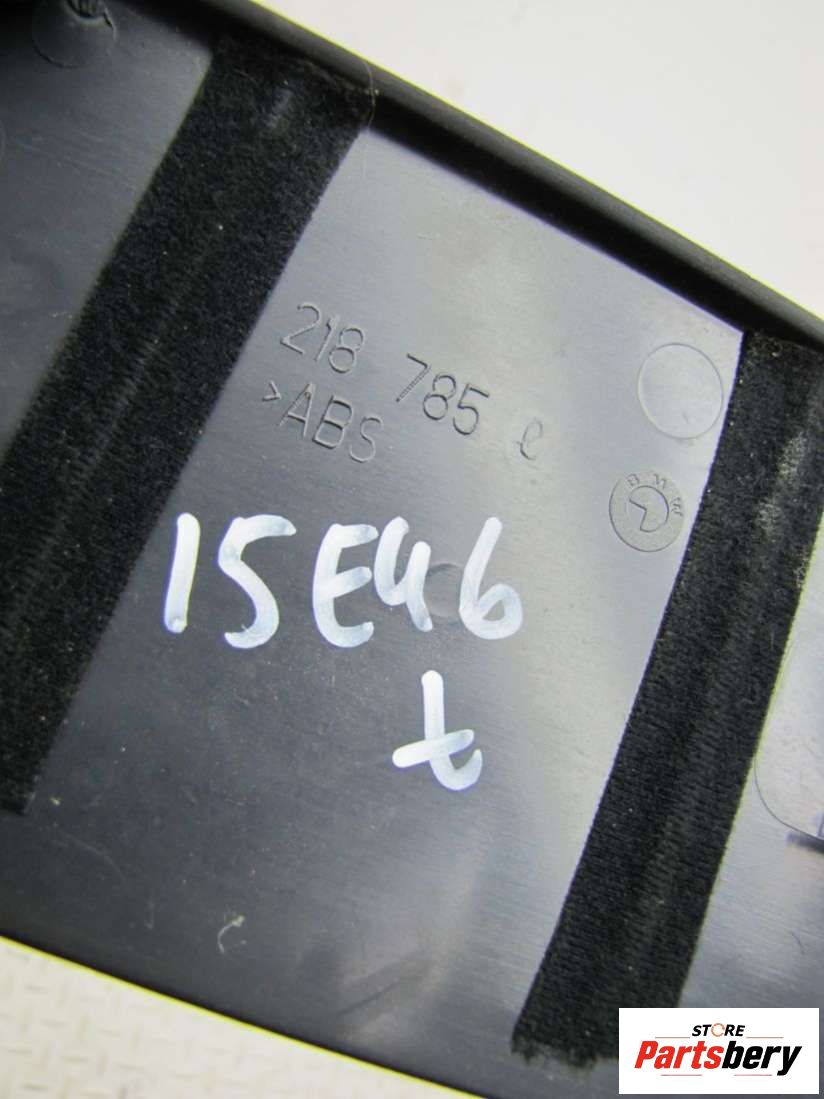 218 785 e
>ABS
BMW
15E46
t
STORE
Partsbery